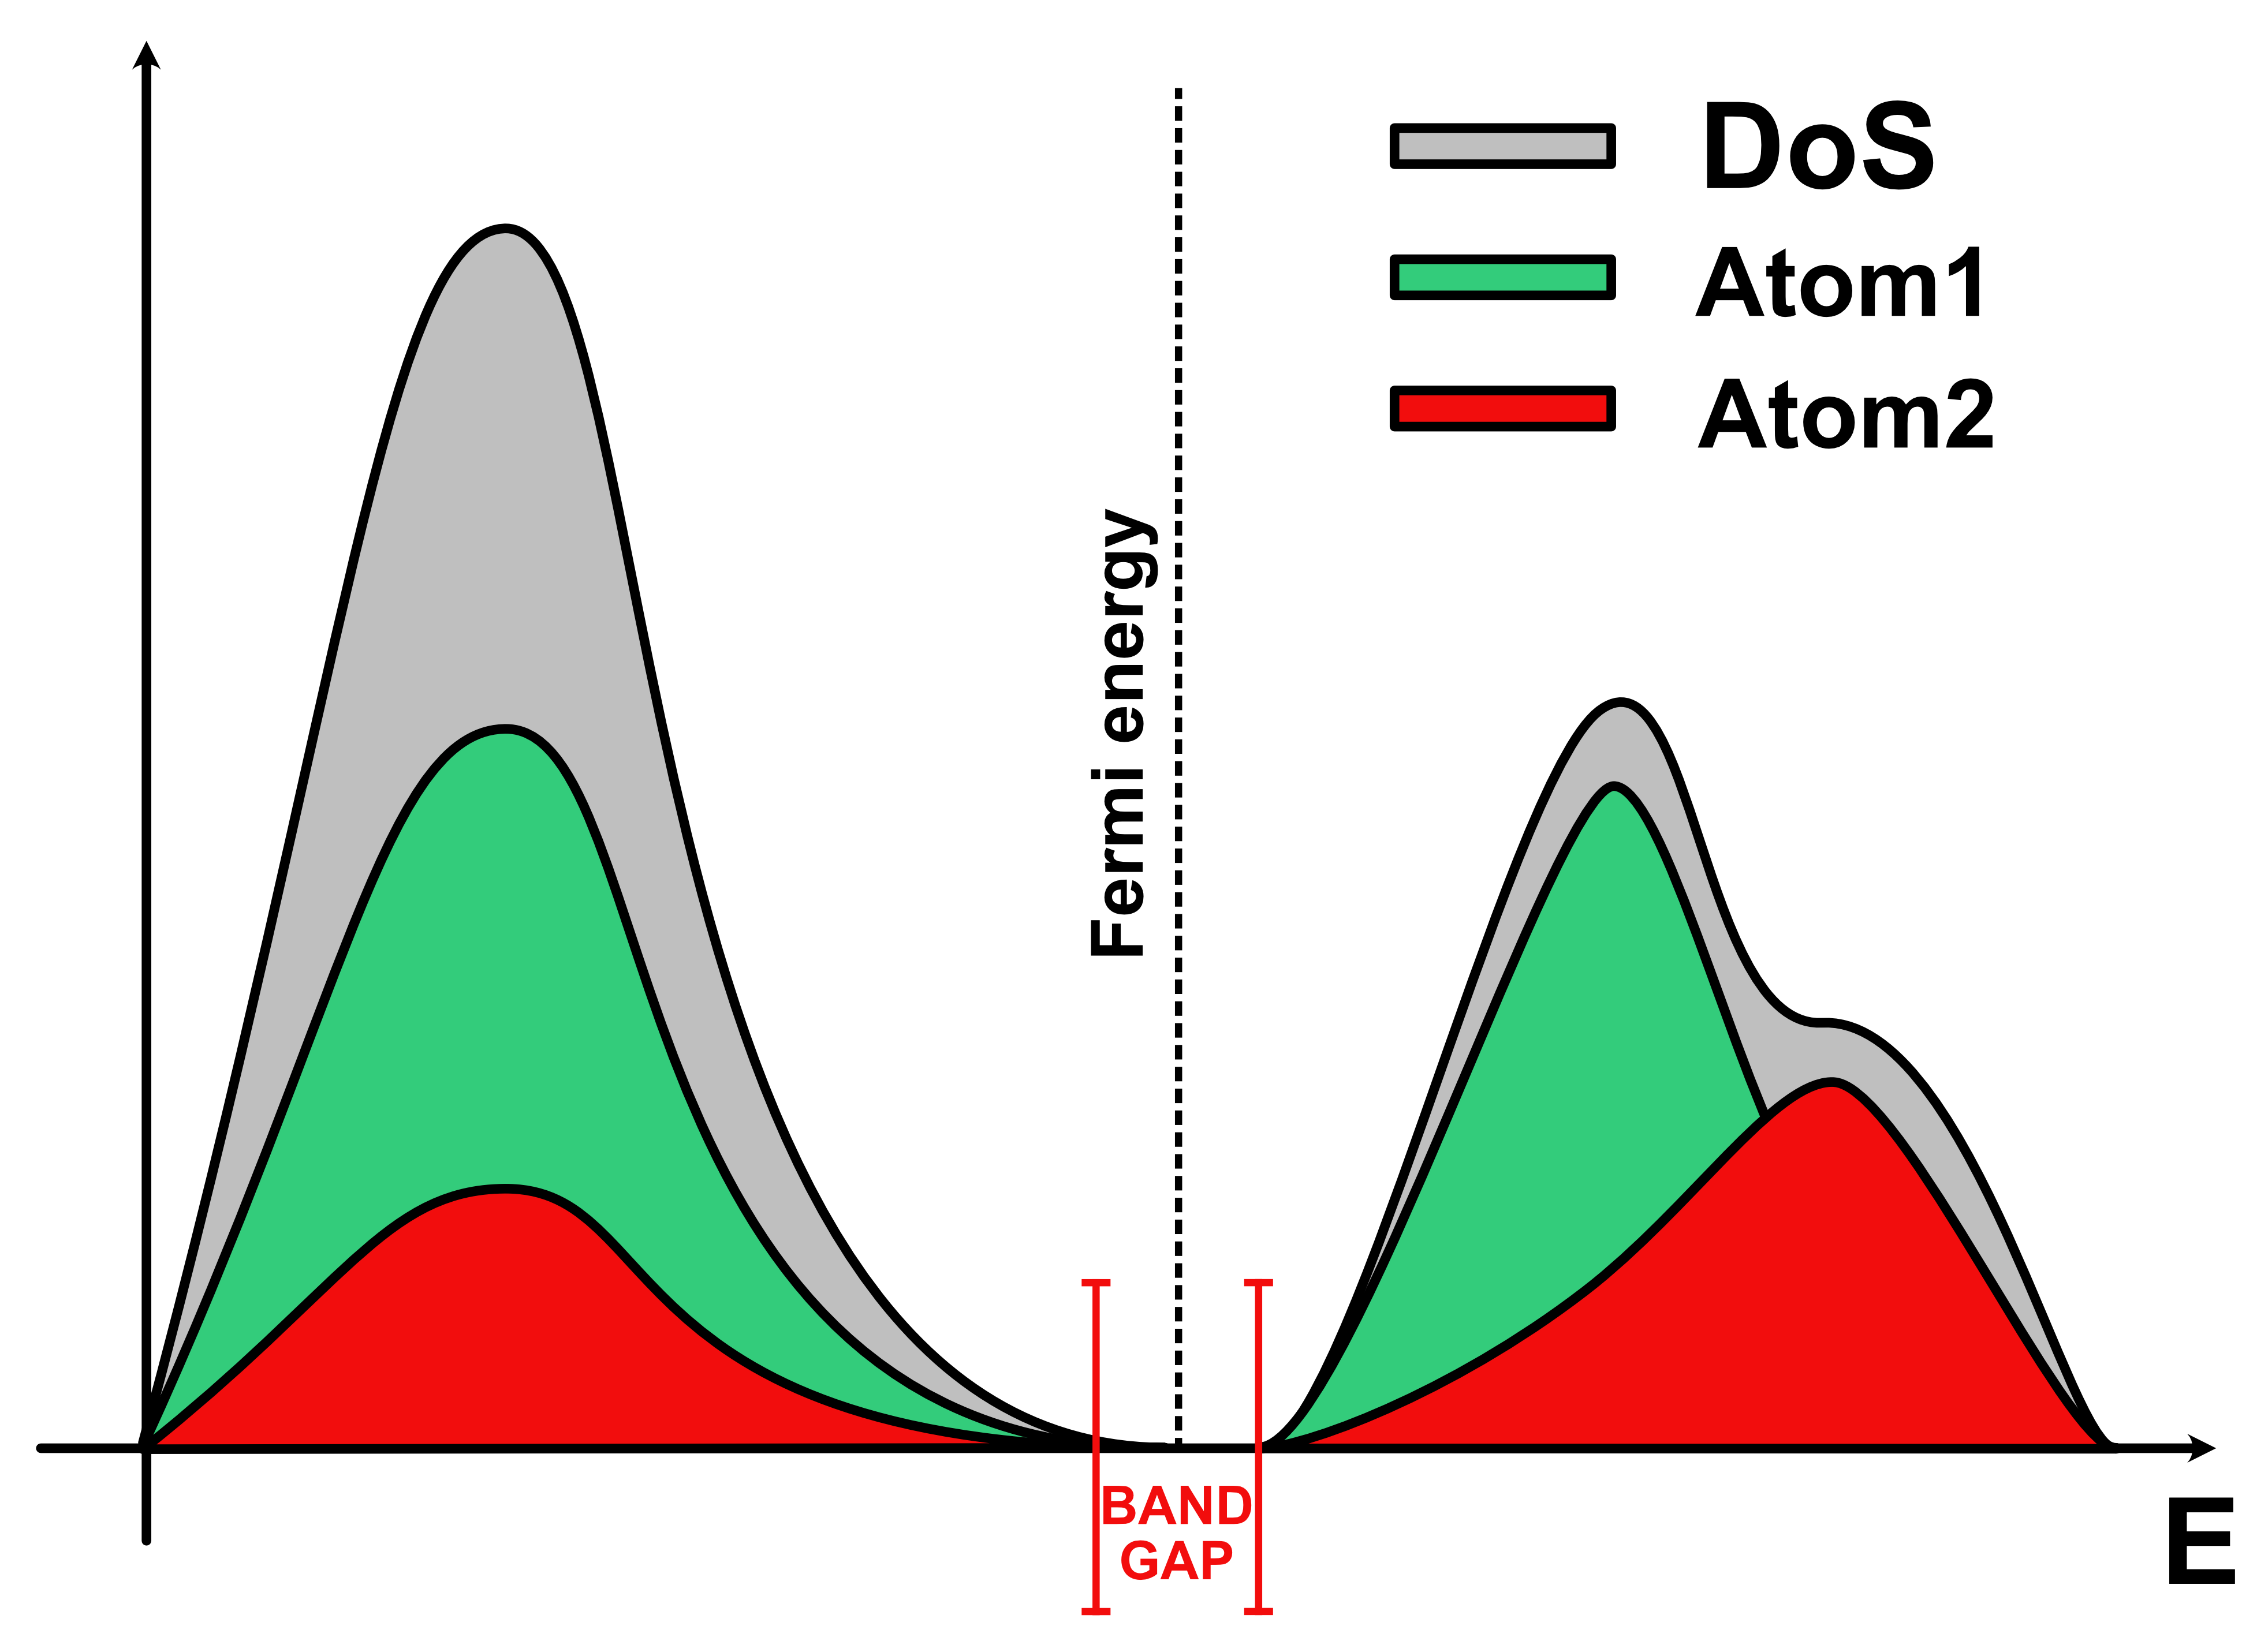 DoS
Atom1
Atom2
Fermi energy
BAND
GAP
E